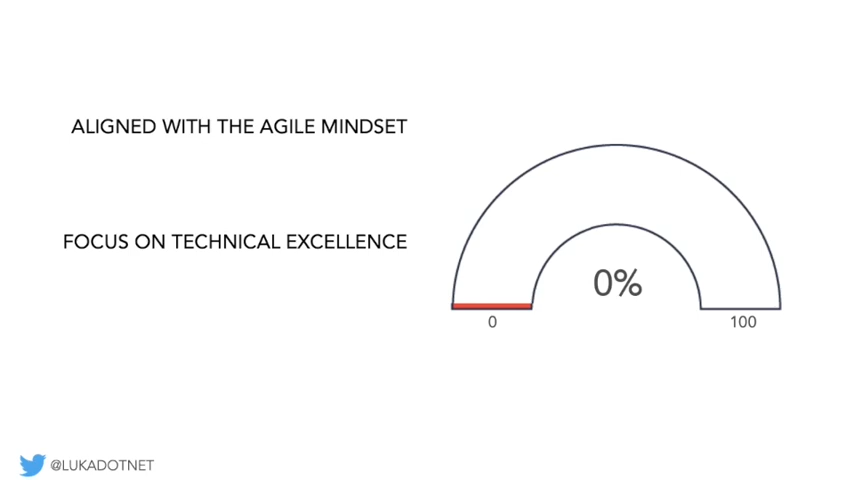 ALIGNED WITH THE AGILE MINDSET
FOCUS ON TECHNICAL EXCELLENCE
0%
0
100
@LUKADOTNET